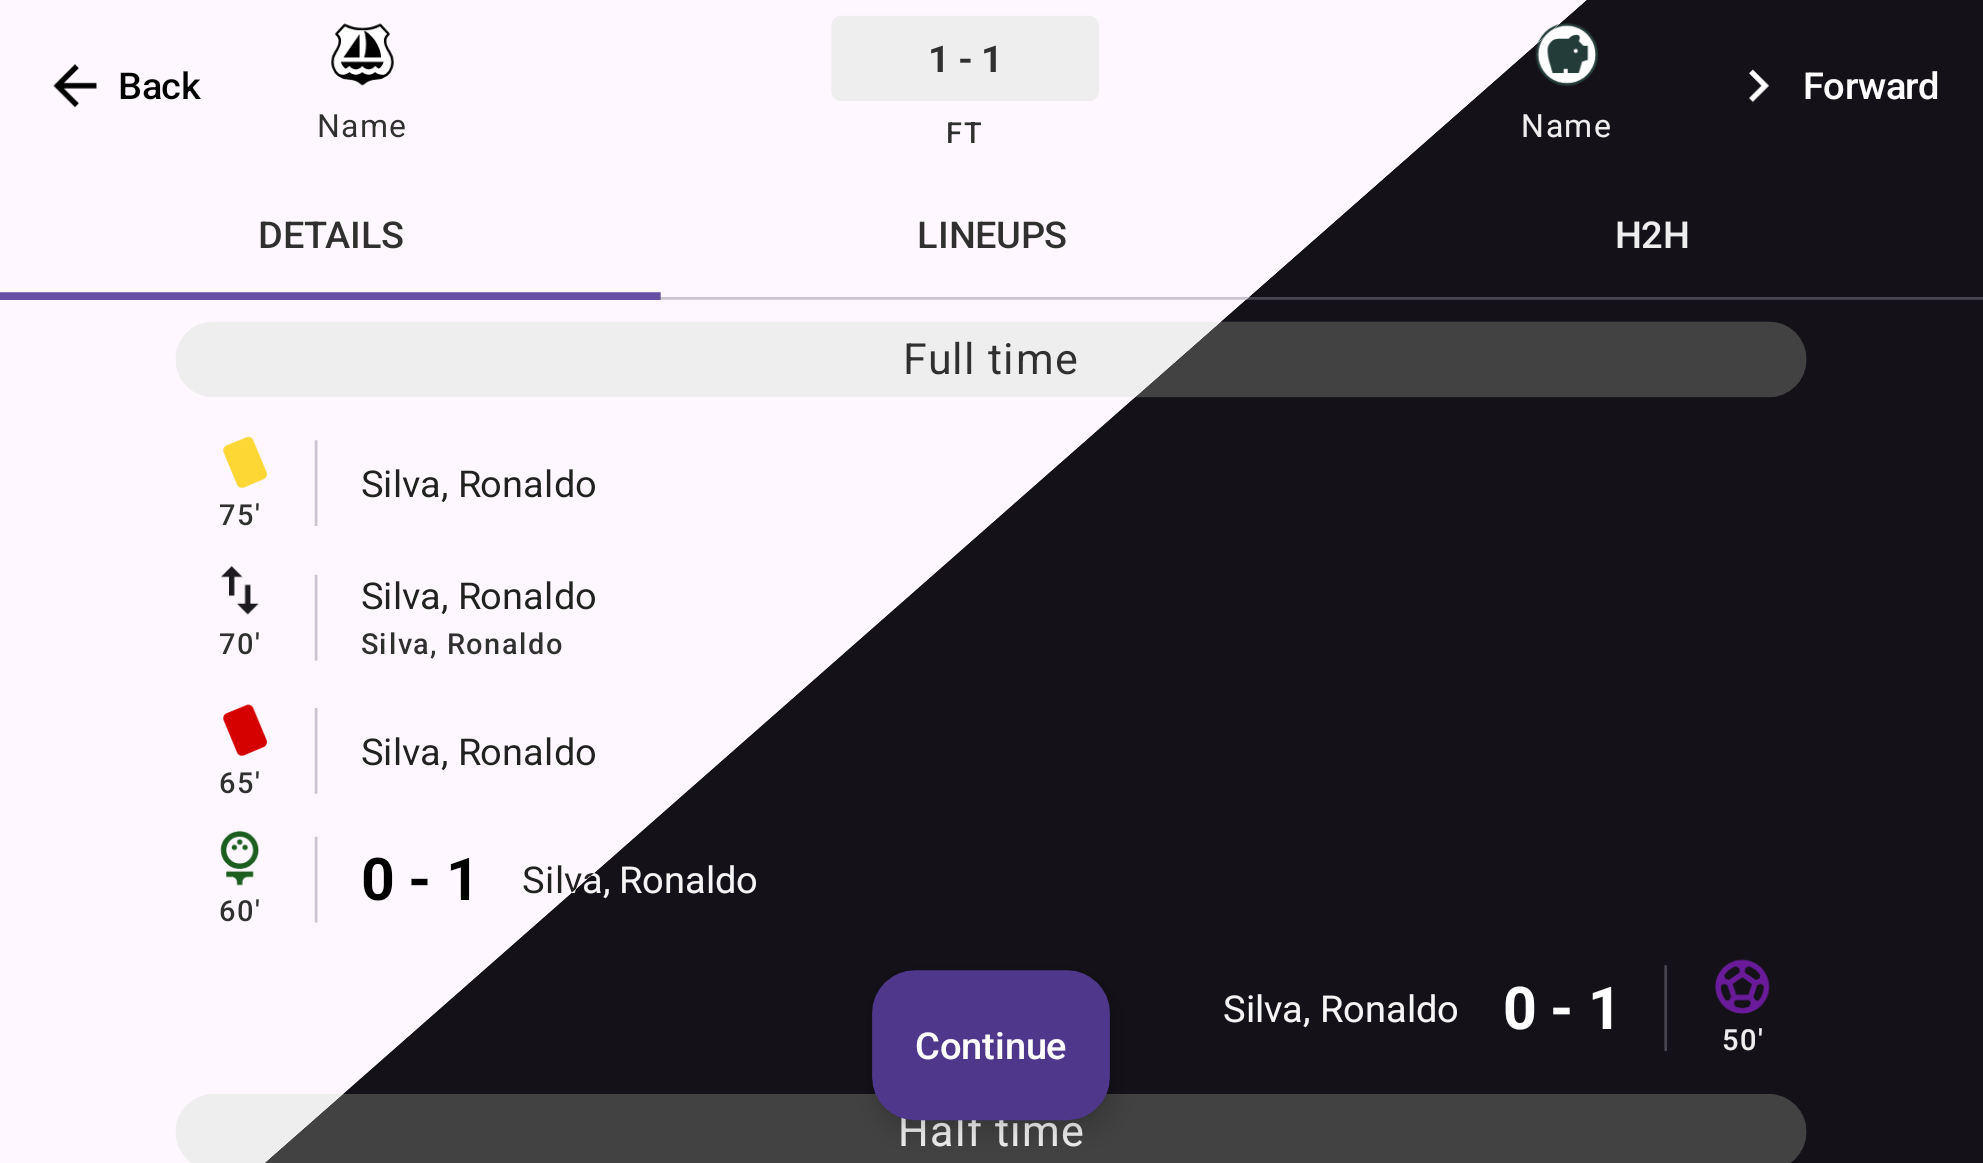 Back
Name
1 - 1
FT
Name
Forward
DETAILS
LINEUPS
H2H
Full time
75'
Silva, Ronaldo
70'
Silva, Ronaldo
Silva, Ronaldo
65'
Silva, Ronaldo
60'
0 - 1 Silva, Ronaldo
Silva, Ronaldo 0 - 1
50'
Continue
Half time